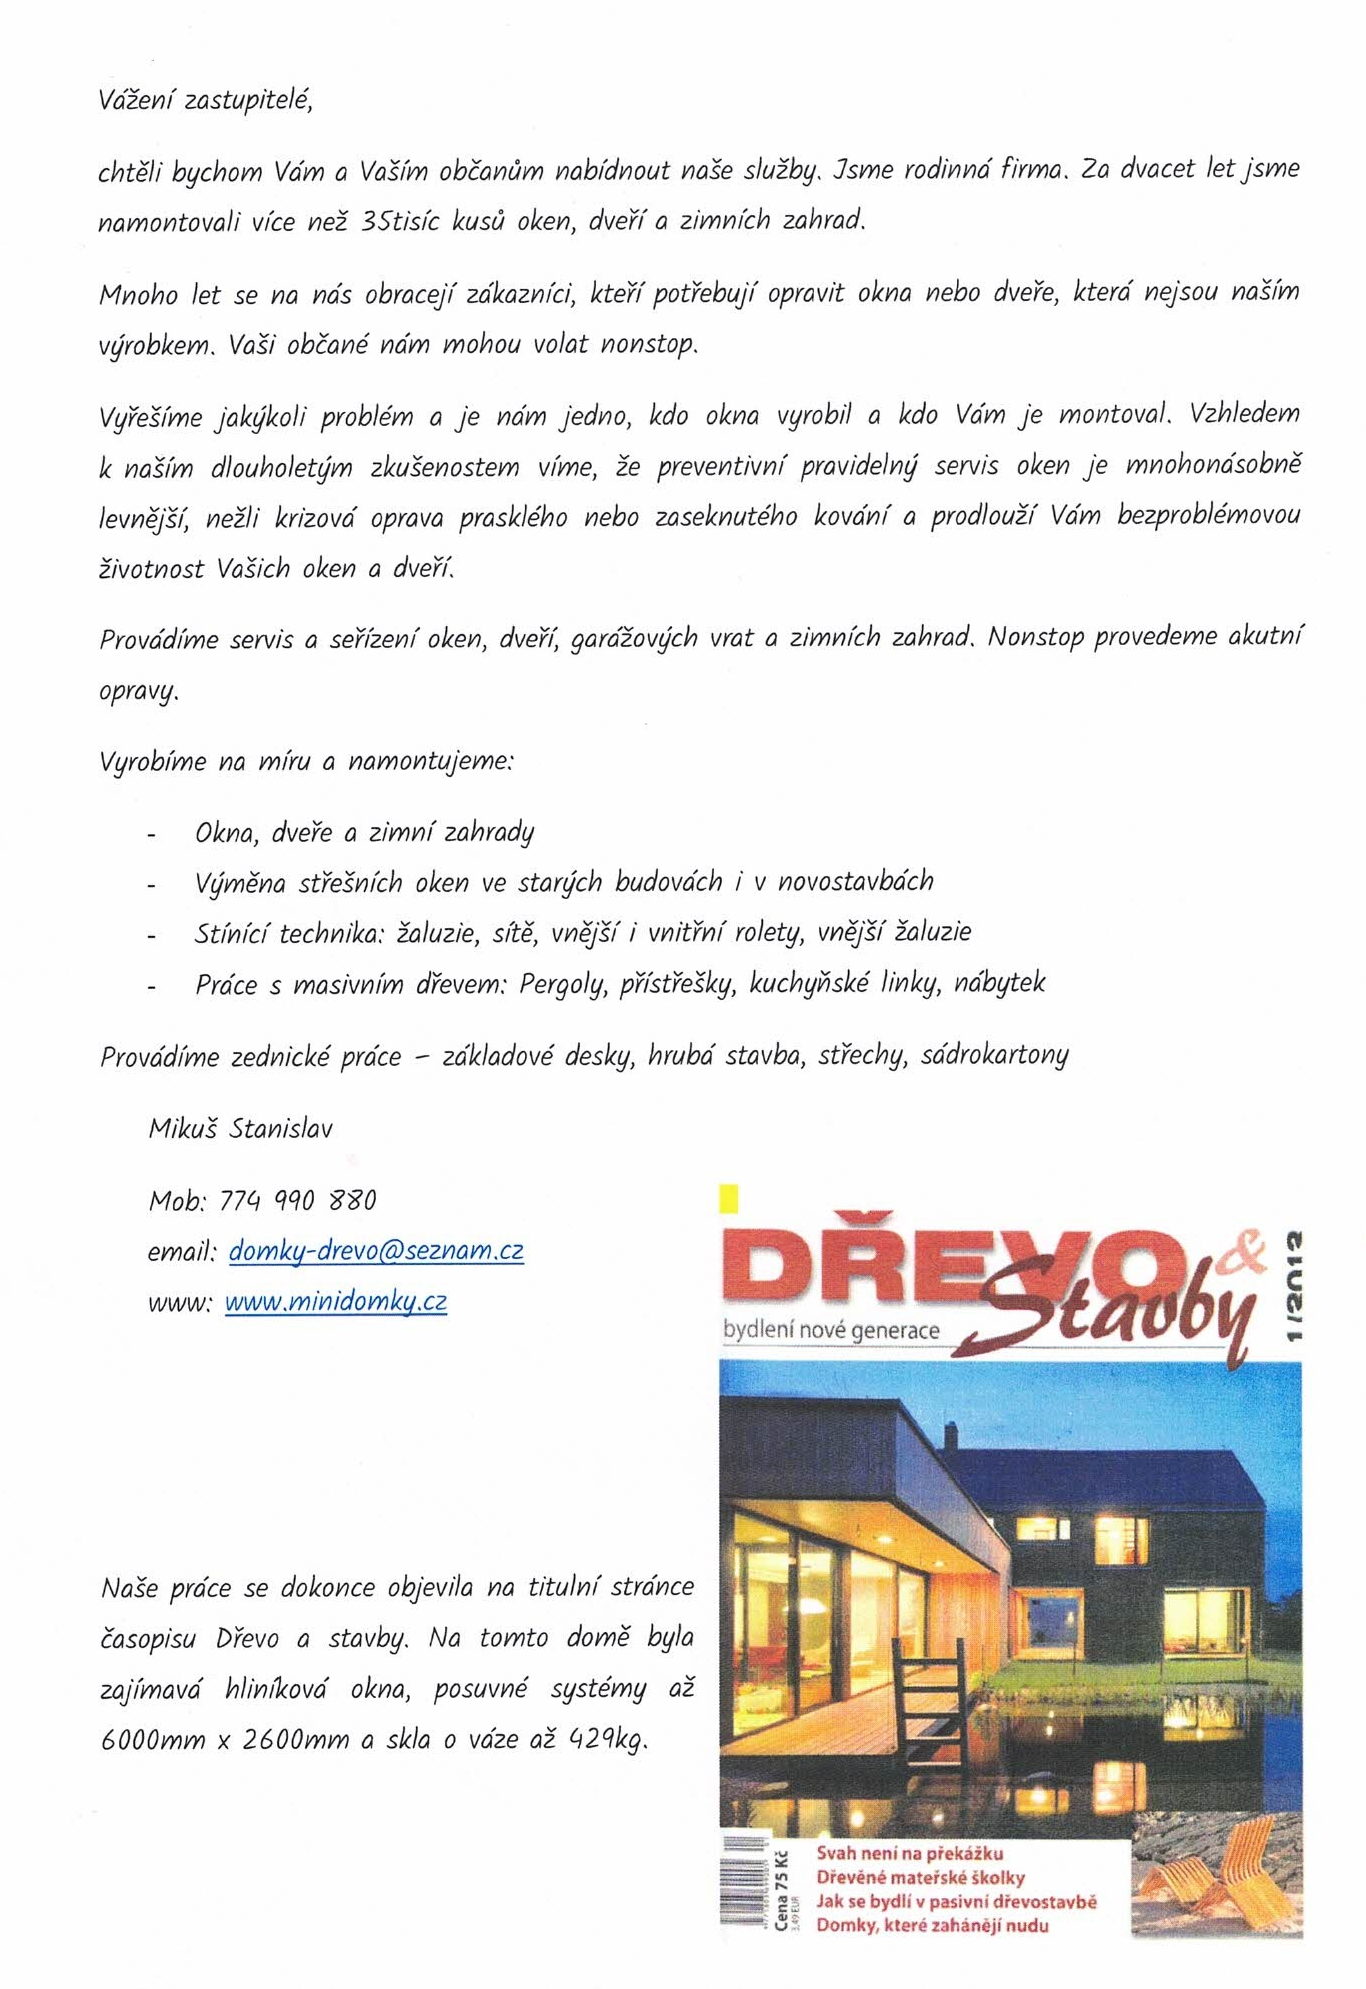 Vážení zastupitelé,
chtěli bychom Vám a Vaším občanům nabídnout naše služby. Jsme rodinná firma. Za dvacet let jsme
namontovali více než 35tisíc kusů oken, dveří a zimních zahrad.
Mnoho let se na nás obracejí zákazníci, kteří potřebují opravit okna nebo dveře, která nejsou naším
výrobkem. Vaši občané nám mohou volat nonstop.
Vyřešíme jakýkoli problém a je nám jedno, kdo okna vyrobil a kdo Vám je montoval. Vzhledem
k naším dlouholetým zkušenostem víme, že preventivní pravidelný servis oken je mnohonásobně
levnější, nežli krizová oprava prasklého nebo zaseknutého kování a prodlouží Vám bezproblémovou
životnost Vašich oken a dveří.
Provádíme servis a seřízení oken, dveří, garážových vrat a zimních zahrad. Nonstop provedeme akutní
opravy.
Vyrobíme na míru a namontujeme:
- Okna, dveře a zimní zahrady
- Výměna střešních oken ve starých budovách i v novostavbách
- Stínící technika: žaluzie, sítě, vnější i vnitřní rolety, vnější žaluzie
- Práce s masivním dřevem: Pergoly, přístřešky, kuchyňské linky, nábytek
Provádíme zednické práce – základové desky, hrubá stavba, střechy, sádrokartony
Mikuš Stanislav
Mob: 774 990 880
email: domky-drevo@seznam.cz
www: www.minidomky.cz
DŘEVO &
Stavby
bydlení nové generace
1/2012
Naše práce se dokonce objevila na titulní stránce
časopisu Dřevo a stavby. Na tomto domě byla
zajímavá hliníková okna, posuvné systémy až
6000mm x 2600mm a skla o váze až 429kg.
Cena 75 Kč
3,49 EUR
Svah není na překážku
Dřevěné mateřské školky
Jak se bydlí v pasivní dřevostavbě
Domky, které zahánějí nudu